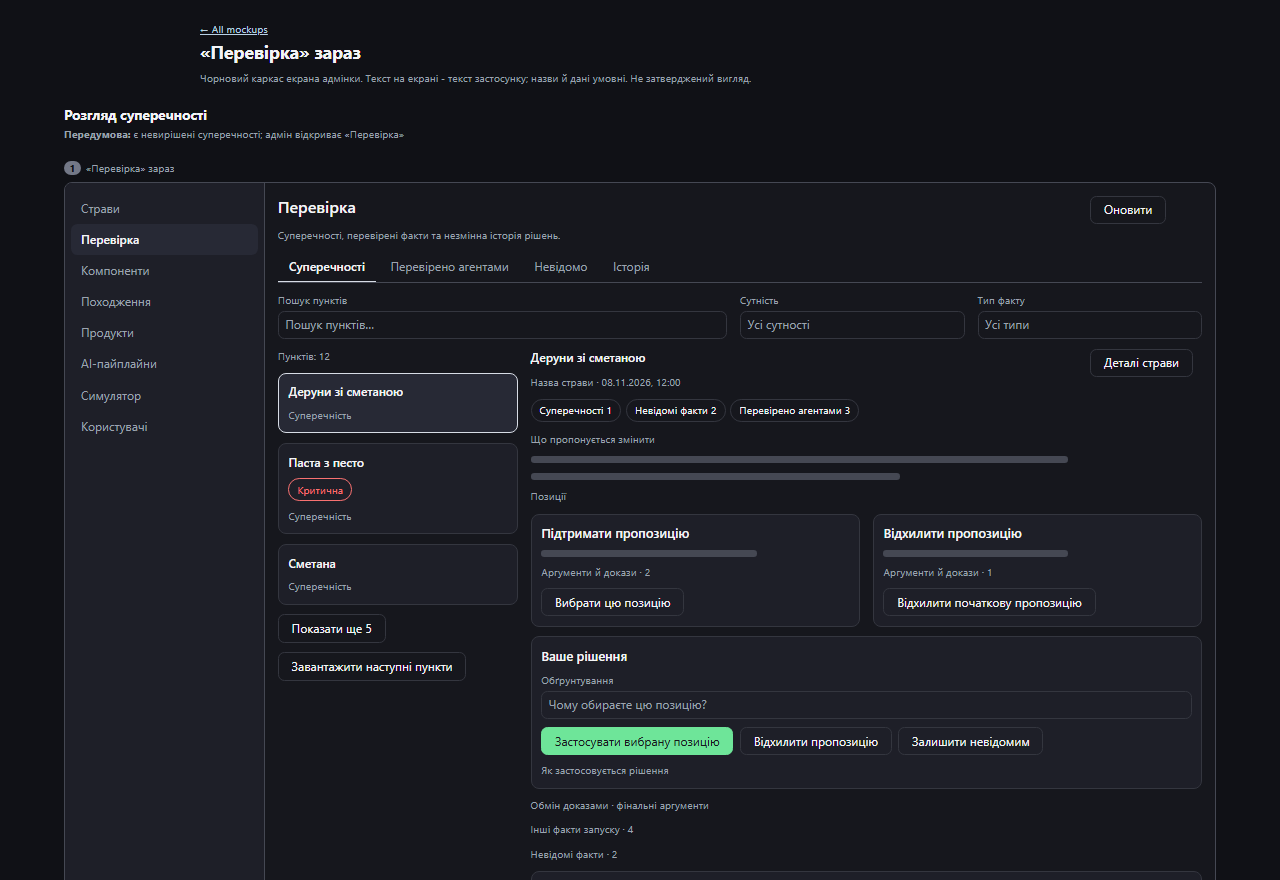 ← All mockups
«Перевірка» зараз
Чорновий каркас екрана адмінки. Текст на екрані - текст застосунку; назви й дані умовні. Не затверджений вигляд.
Розгляд суперечності
Передумова: є невирішені суперечності; адмін відкриває «Перевірка»
1 «Перевірка» зараз
Страви
Перевірка
Компоненти
Походження
Продукти
AI-пайплайни
Симулятор
Користувачі
Перевірка
Оновити
Суперечності, перевірені факти та незмінна історія рішень.
Суперечності Перевірено агентами Невідомо Історія
Пошук пунктів Сутність Тип факту
Пошук пунктів... Усі сутності Усі типи
Пунктів: 12
Деруни зі сметаною
Суперечність
Паста з песто
Критична
Суперечність
Сметана
Суперечність
Показати ще 5
Завантажити наступні пункти
Деруни зі сметаною
Деталі страви
Назва страви · 08.11.2026, 12:00
Суперечності 1 Невідомі факти 2 Перевірено агентами 3
Що пропонується змінити
Позиції
Підтримати пропозицію
Аргументи й докази · 2
Вибрати цю позицію
Відхилити пропозицію
Аргументи й докази · 1
Відхилити початкову пропозицію
Ваше рішення
Обґрунтування
Чому обираєте цю позицію?
Застосувати вибрану позицію Відхилити пропозицію Залишити невідомим
Як застосовується рішення
Обмін доказами · фінальні аргументи
Інші факти запуску · 4
Невідомі факти · 2